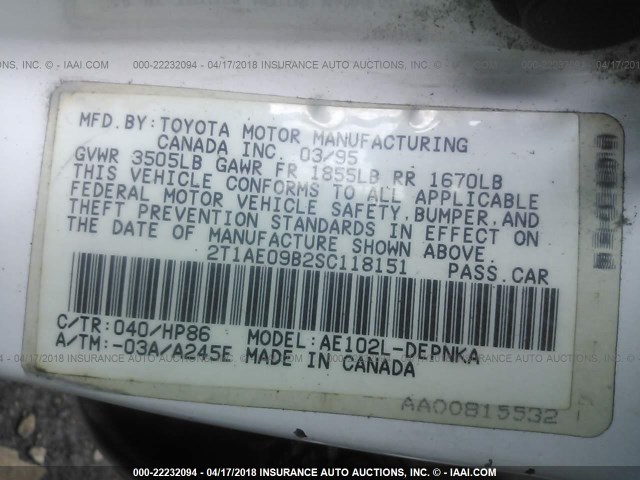 000-22232094 - 04/17/2018 INSURANCE AUTO AUCTIONS, INC. - © IAAI.COM
MFD.BY:TOYOTA MOTOR MANUFACTURING
CANADA INC. 03/95
GVWR 3505LB GAWR FR 1855LB RR 1670LB
THIS VEHICLE CONFORMS TO ALL APPLICABLE
FEDERAL MOTOR VEHICLE SAFETY,BUMPER,AND
THEFT PREVENTION STANDARDS IN EFFECT ON
THE DATE OF MANUFACTURE SHOWN ABOVE.
2T1AE09B2SC118151 PASS.CAR
C/TR:040/HP86 MODEL:AE102L-DEPNKA
A/TM:-03A/A245E MADE IN CANADA
AA00815532
000-22232094 - 04/17/2018 INSURANCE AUTO AUCTIONS, INC. - © IAAI.COM